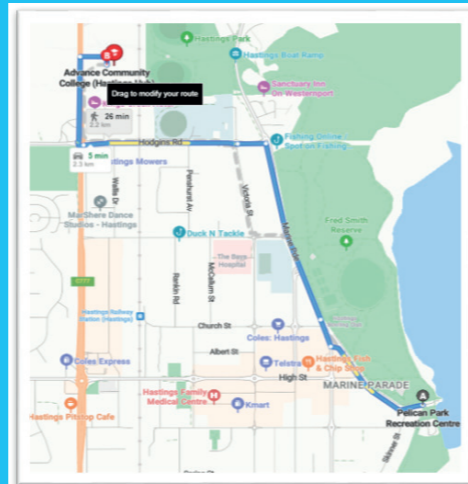 Hastings Park
Hastings Boat Ramp
B
Advance Community
College (Hastings Hub)
Drag to modify your route
26 min
2.2 km
Sanctuary Inn
On Westernport
Hodgins Rd
Fishing Online
Spot on Fishing
5 min
2.3 km
Hastings Mowers
Wallis Dr
Penshurst Av
Victoria St
Marine Pde
MarShere Dance
Studios - Hastings
Fred Smith
Reserve
Duck N Tackle
The Bays
Hospital
Rankin Rd
McCallum St
C777
Hastings Railway
Station (Hastings)
Church St
Coles: Hastings
Coles Express
Albert St
Telstra
Hastings Fish
& Chip Shop
High St
MARINE PARADE
Hastings Family
Medical Centre
Kmart
Pelican Park
Recreation Centre
Hastings Pitstop Cafe
Skinner St